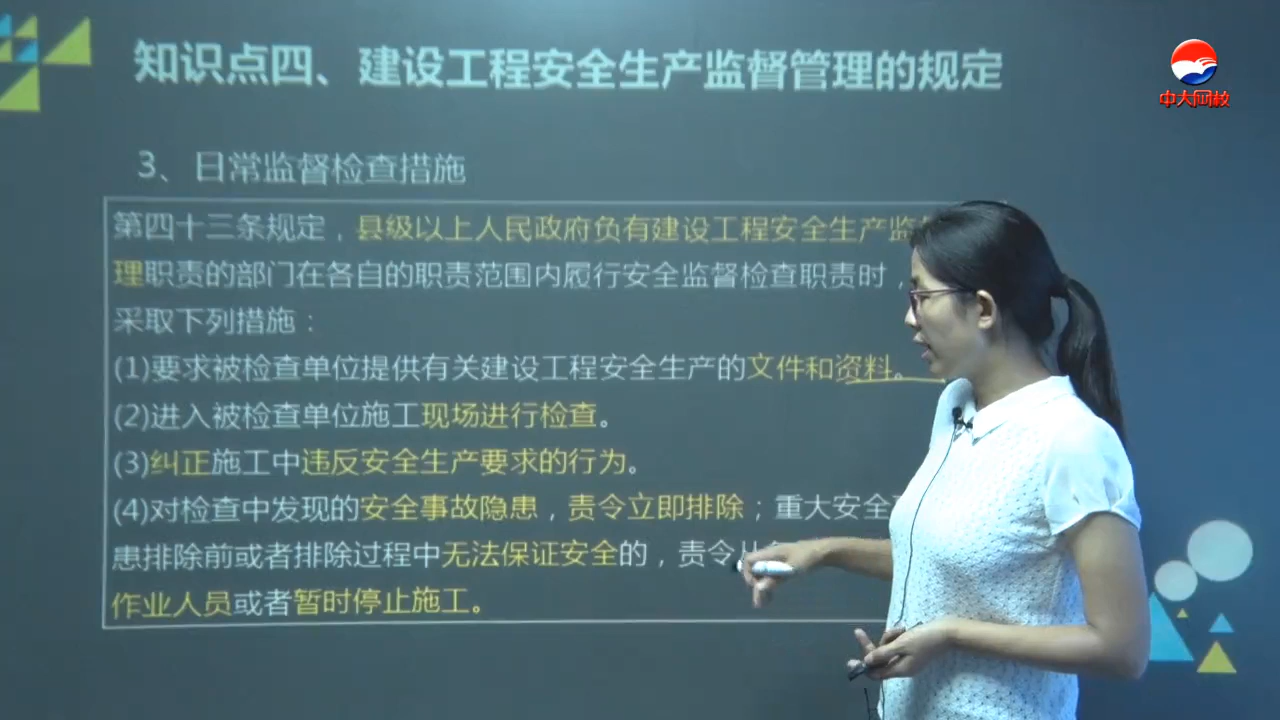 知识点四、建设工程安全生产监督管理的规定
中大网校
3、日常监督检查措施
第四十三条规定，县级以上人民政府负有建设工程安全生产监
理职责的部门在各自的职责范围内履行安全监督检查职责时，
采取下列措施：
(1)要求被检查单位提供有关建设工程安全生产的文件和资料。
(2)进入被检查单位施工现场进行检查。
(3)纠正施工中违反安全生产要求的行为。
(4)对检查中发现的安全事故隐患，责令立即排除；重大安全
患排除前或者排除过程中无法保证安全的，责令从
作业人员或者暂时停止施工。